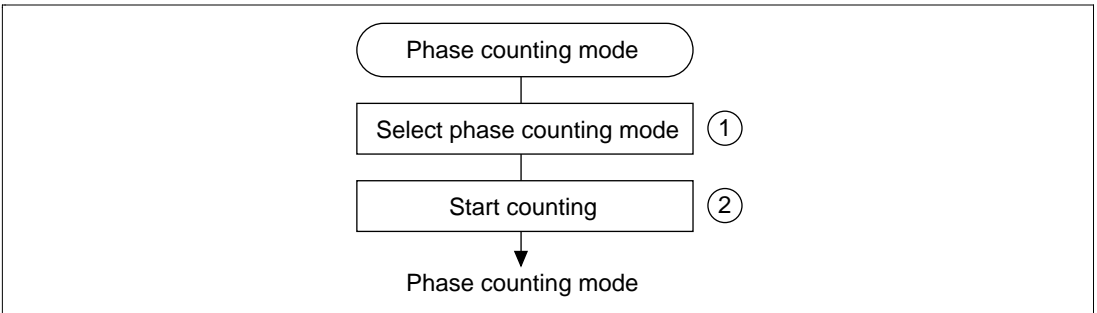 Phase counting mode
Select phase counting mode 1
Start counting 2
Phase counting mode